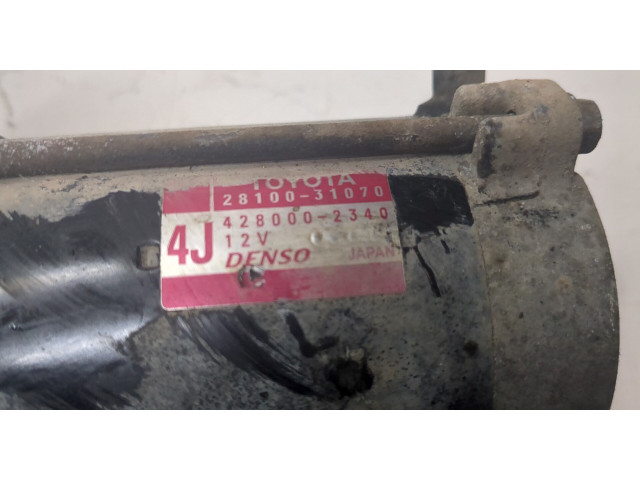 TOYOTA
28100-31070
4J
428000-2340
12V
DENSO
JAPAN